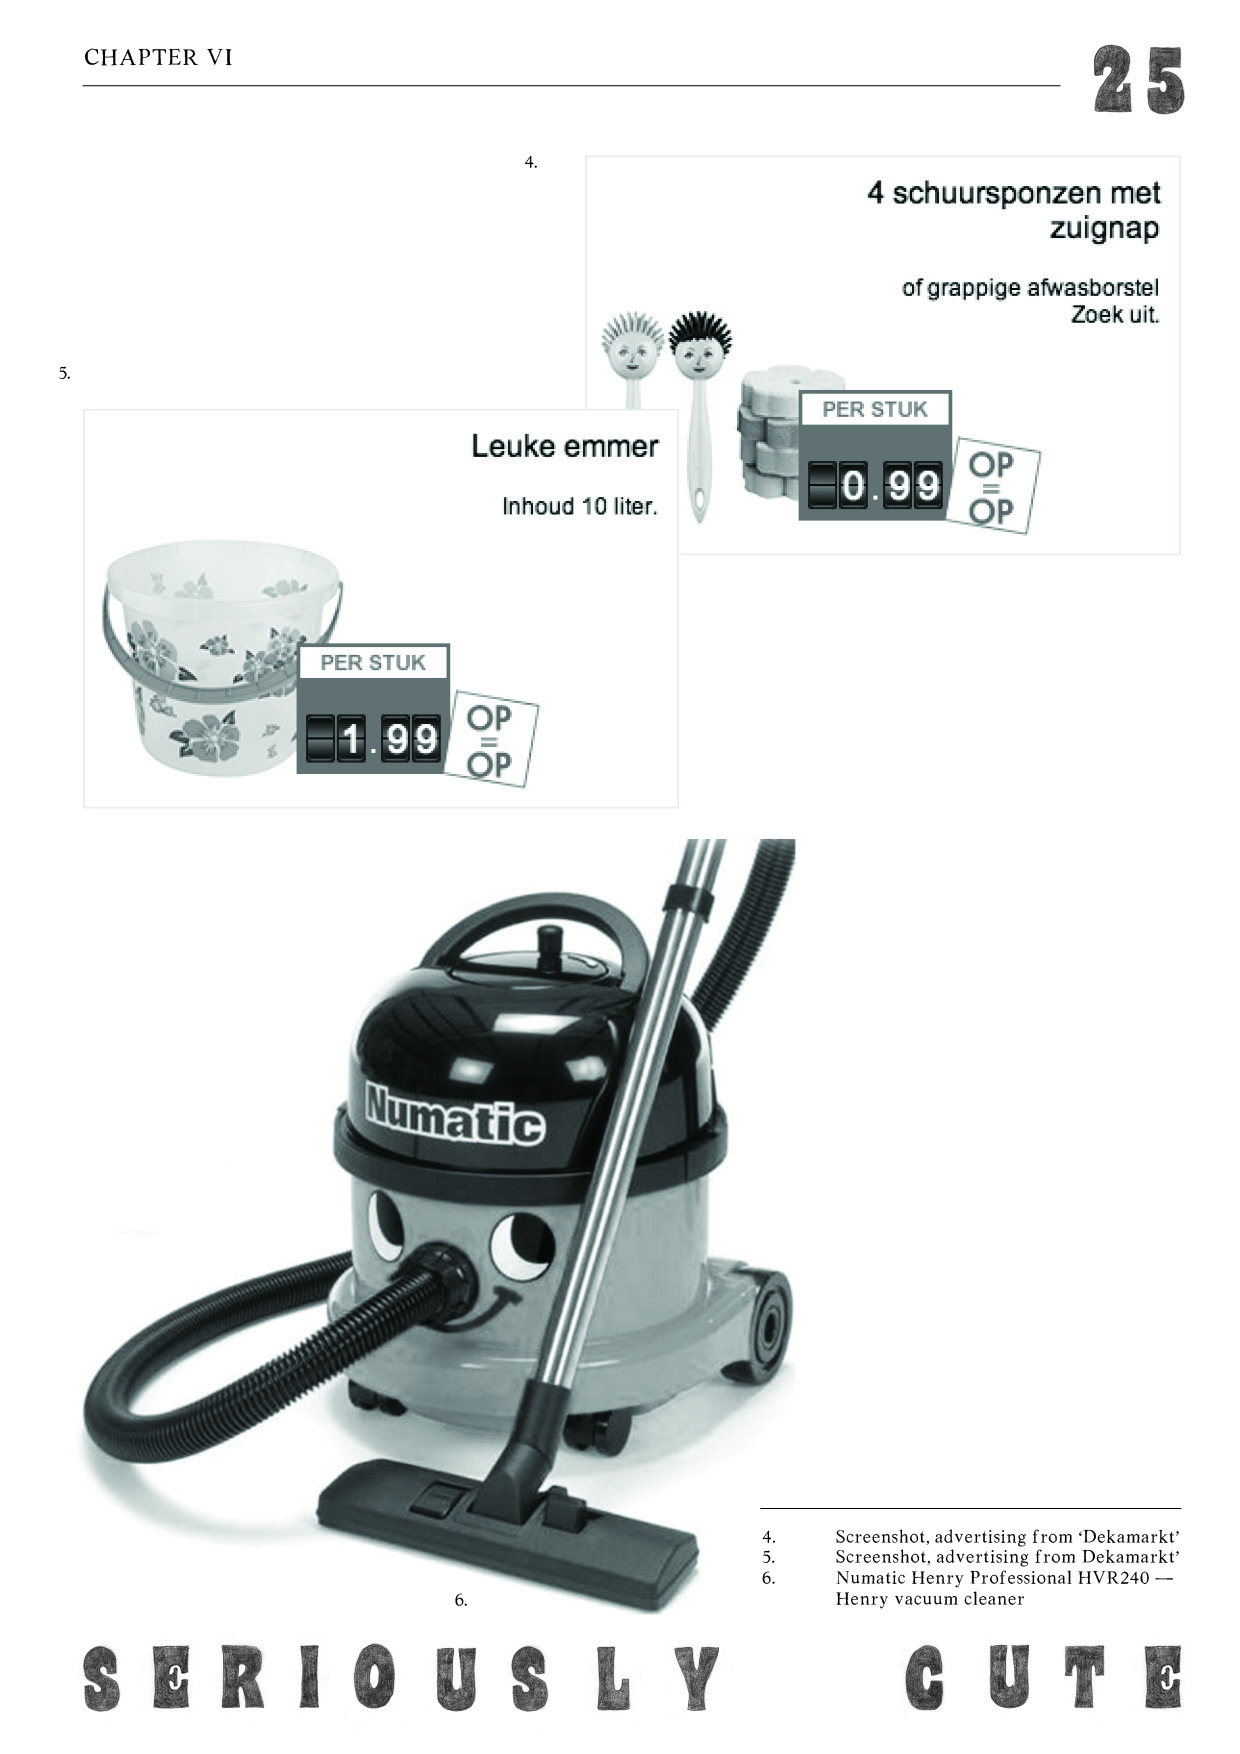 CHAPTER VI
25
4.
4 schuursponzen met
zuignap
of grappige afwasborstel
Zoek uit.
PER STUK
0.99
OP
=
OP
5.
Leuke emmer
Inhoud 10 liter.
PER STUK
1.99
OP
=
OP
Numatic
6.
4. Screenshot, advertising from ‘Dekamarkt’
5. Screenshot, advertising from Dekamarkt’
6. Numatic Henry Professional HVR240 —
Henry vacuum cleaner
SERIOUSLY CUTE